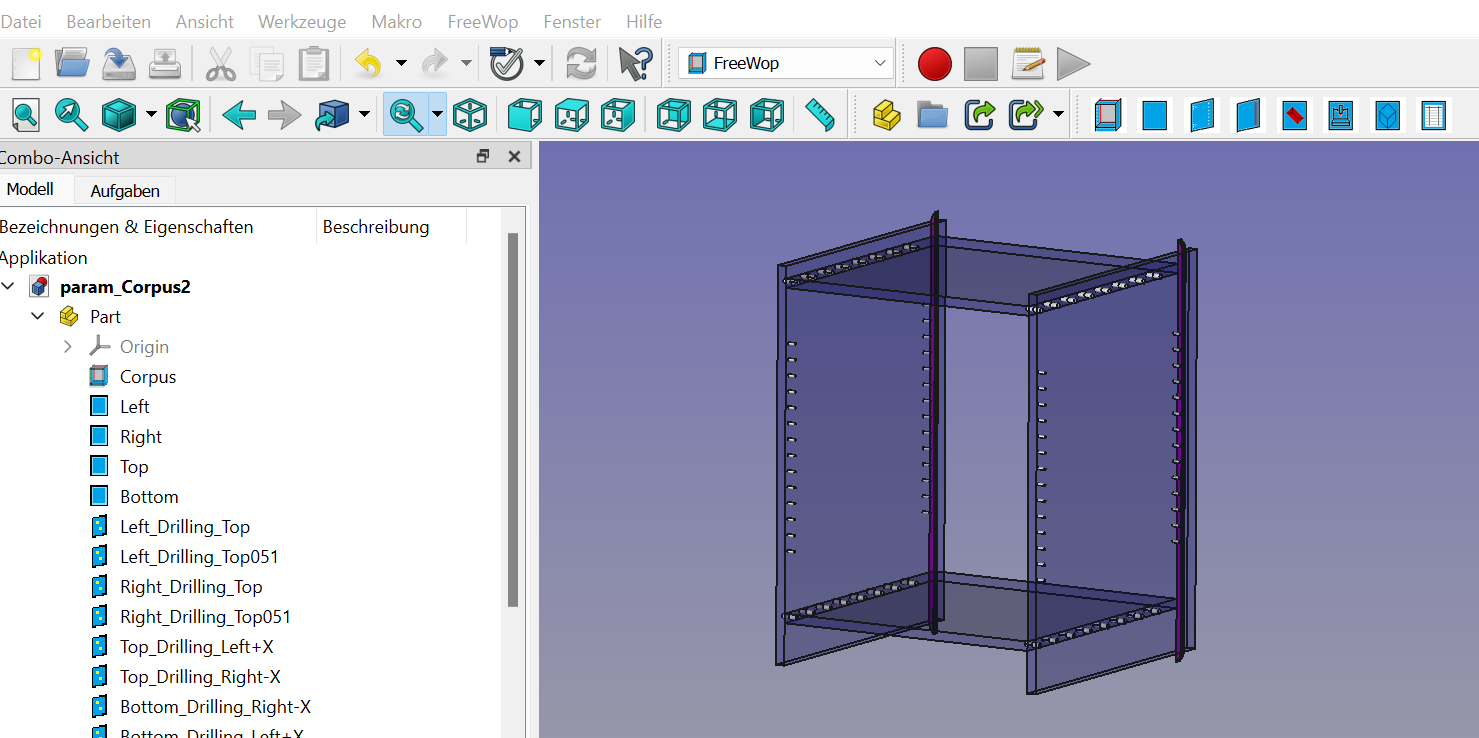 Datei Bearbeiten Ansicht Werkzeuge Makro FreeWop Fenster Hilfe
FreeWop
Combo-Ansicht
Modell Aufgaben
Bezeichnungen & Eigenschaften Beschreibung
Applikation
param_Corpus2
Part
Origin
Corpus
Left
Right
Top
Bottom
Left_Drilling_Top
Left_Drilling_Top051
Right_Drilling_Top
Right_Drilling_Top051
Top_Drilling_Left+X
Top_Drilling_Right-X
Bottom_Drilling_Right-X
Bottom_Drilling_Left+X